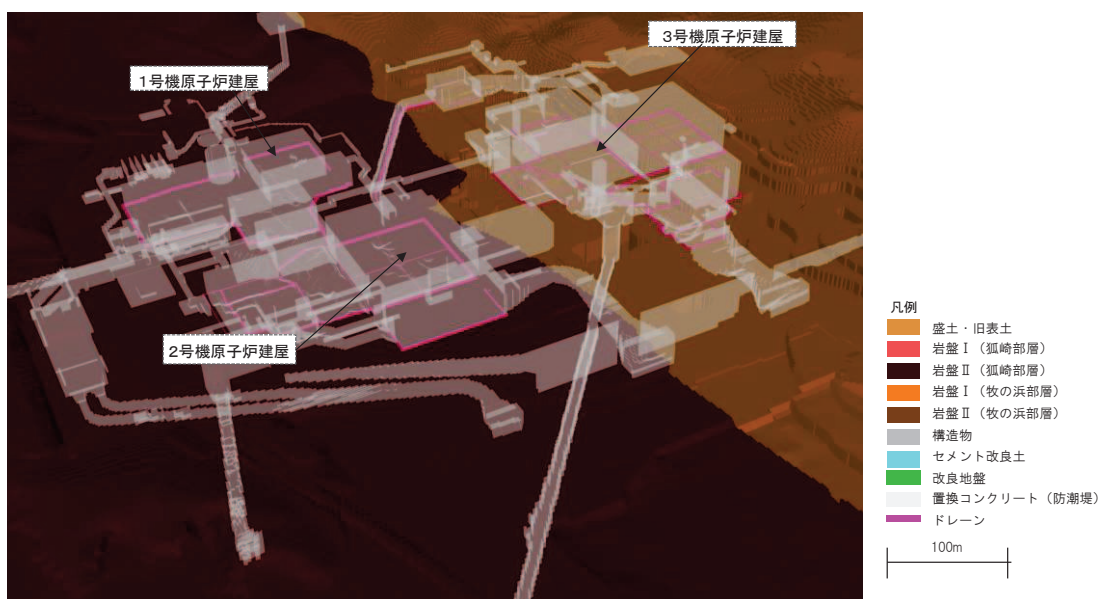 3号機原子炉建屋
1号機原子炉建屋
2号機原子炉建屋
凡例
盛土・旧表土
岩盤Ⅰ（狐崎部層）
岩盤Ⅱ（狐崎部層）
岩盤Ⅰ（牧の浜部層）
岩盤Ⅱ（牧の浜部層）
構造物
セメント改良土
改良地盤
置換コンクリート（防潮堤）
ドレーン
100m